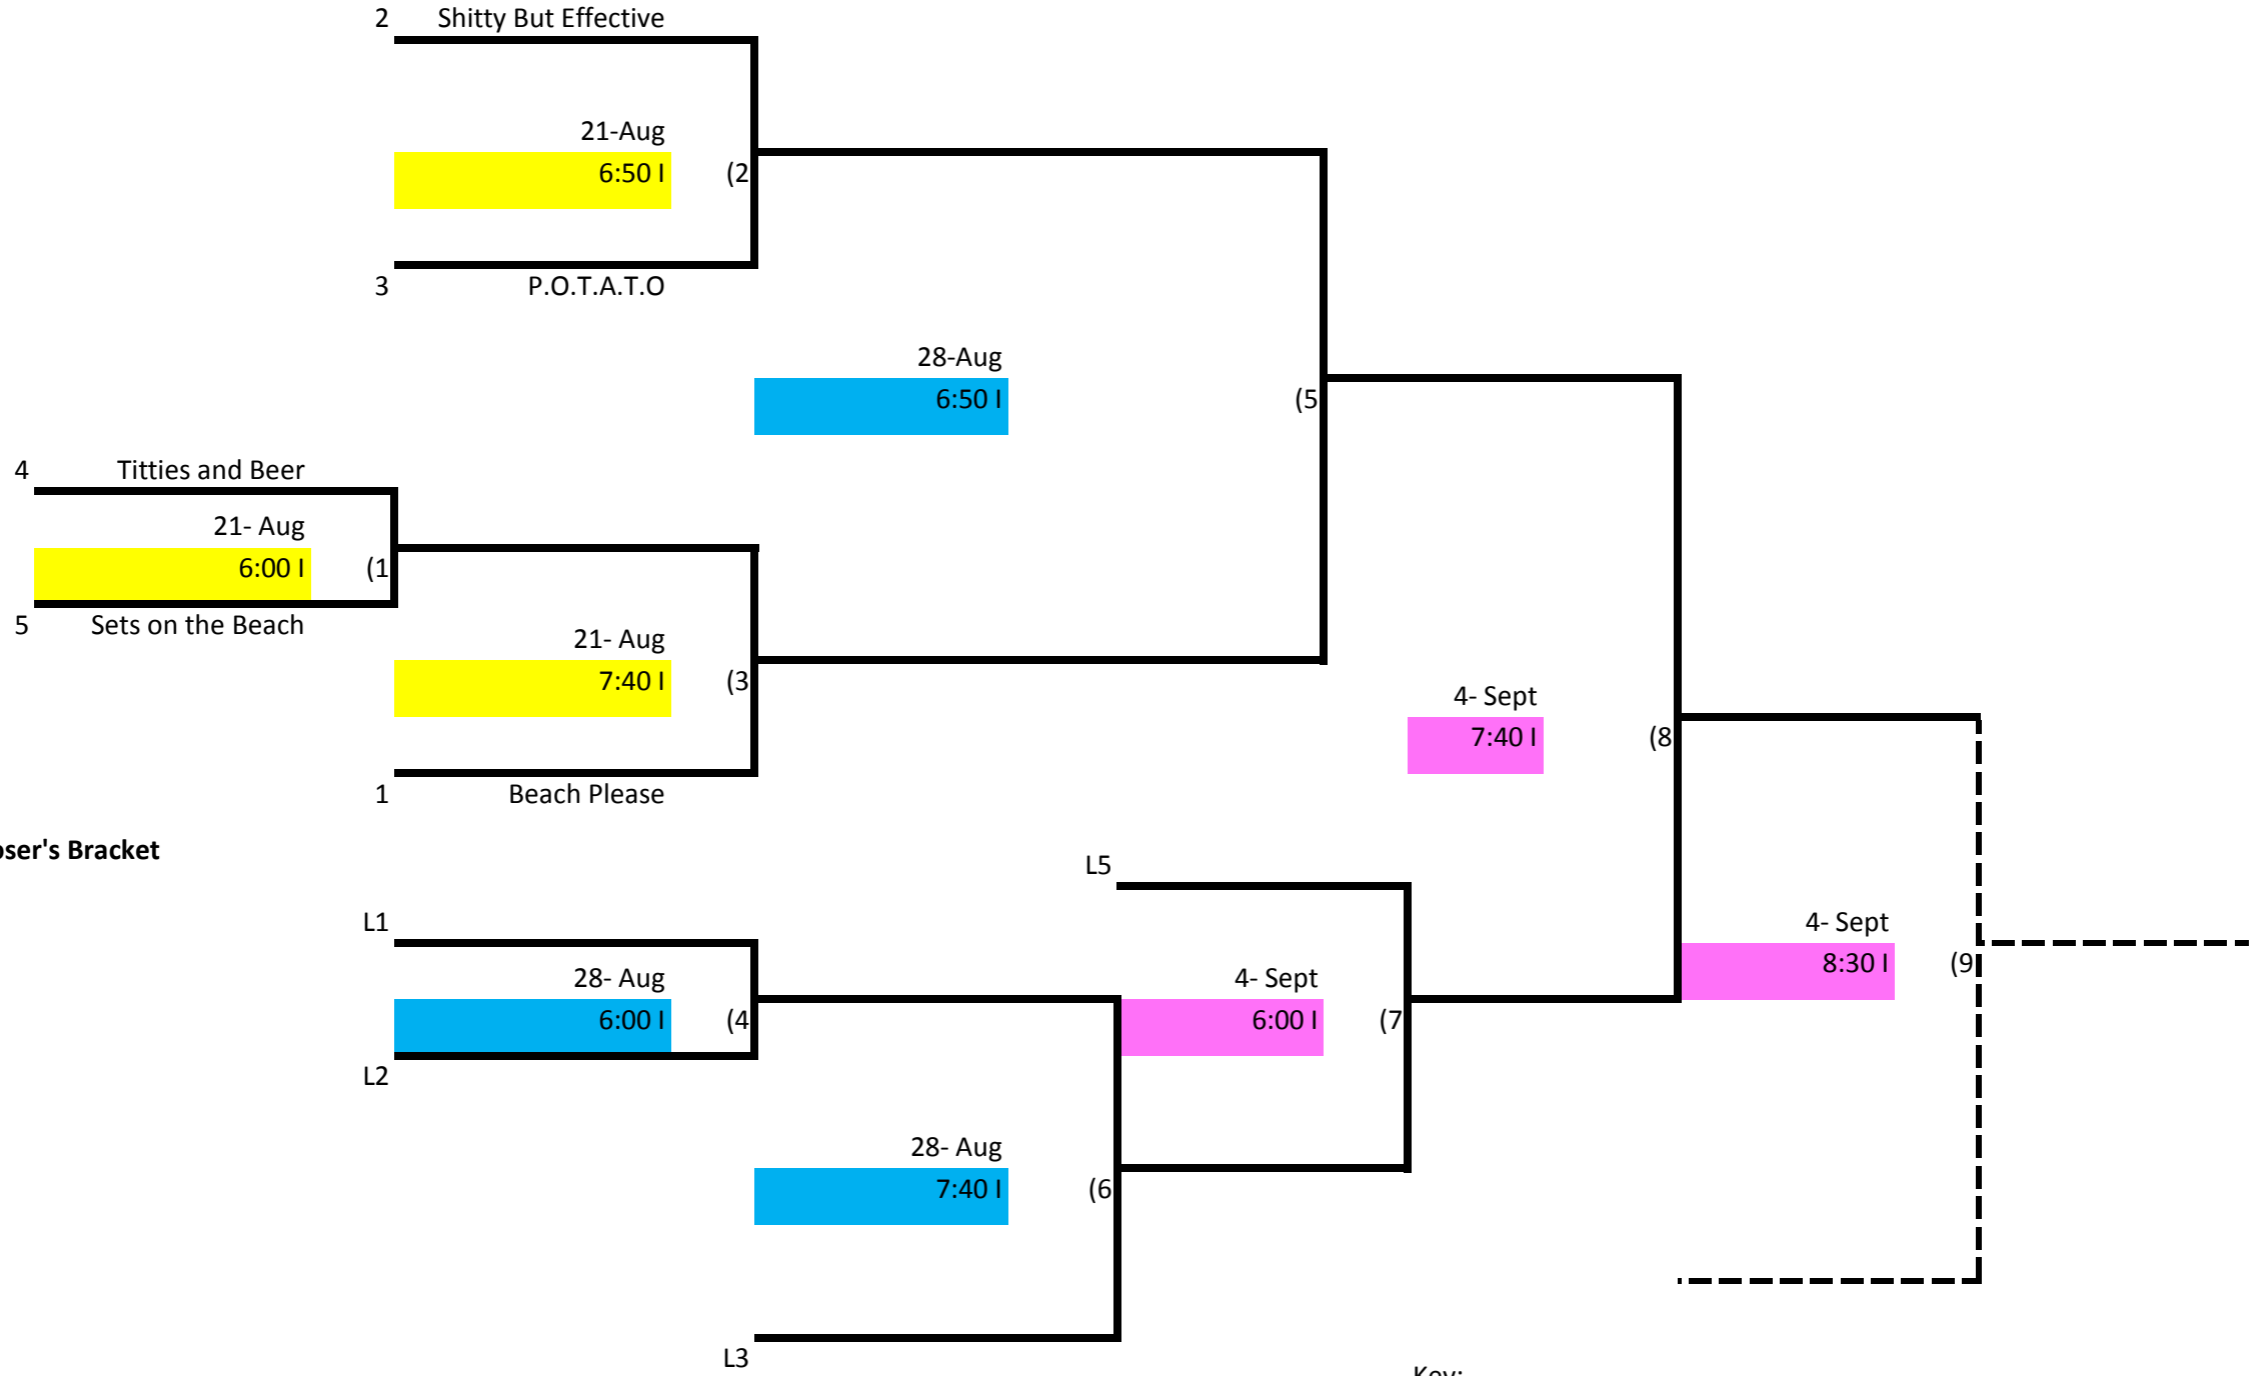 2 Shitty But Effective
21-Aug
6:50 I (2
3 P.O.T.A.T.O
28-Aug
6:50 I (5
4 Titties and Beer
21- Aug
6:00 I (1
5 Sets on the Beach
21- Aug
7:40 I (3
4- Sept
7:40 I (8
1 Beach Please
oser's Bracket
L5
L1
4- Sept
8:30 I (9
28- Aug
6:00 I (4
4- Sept
6:00 I (7
L2
28- Aug
7:40 I (6
L3
Key: